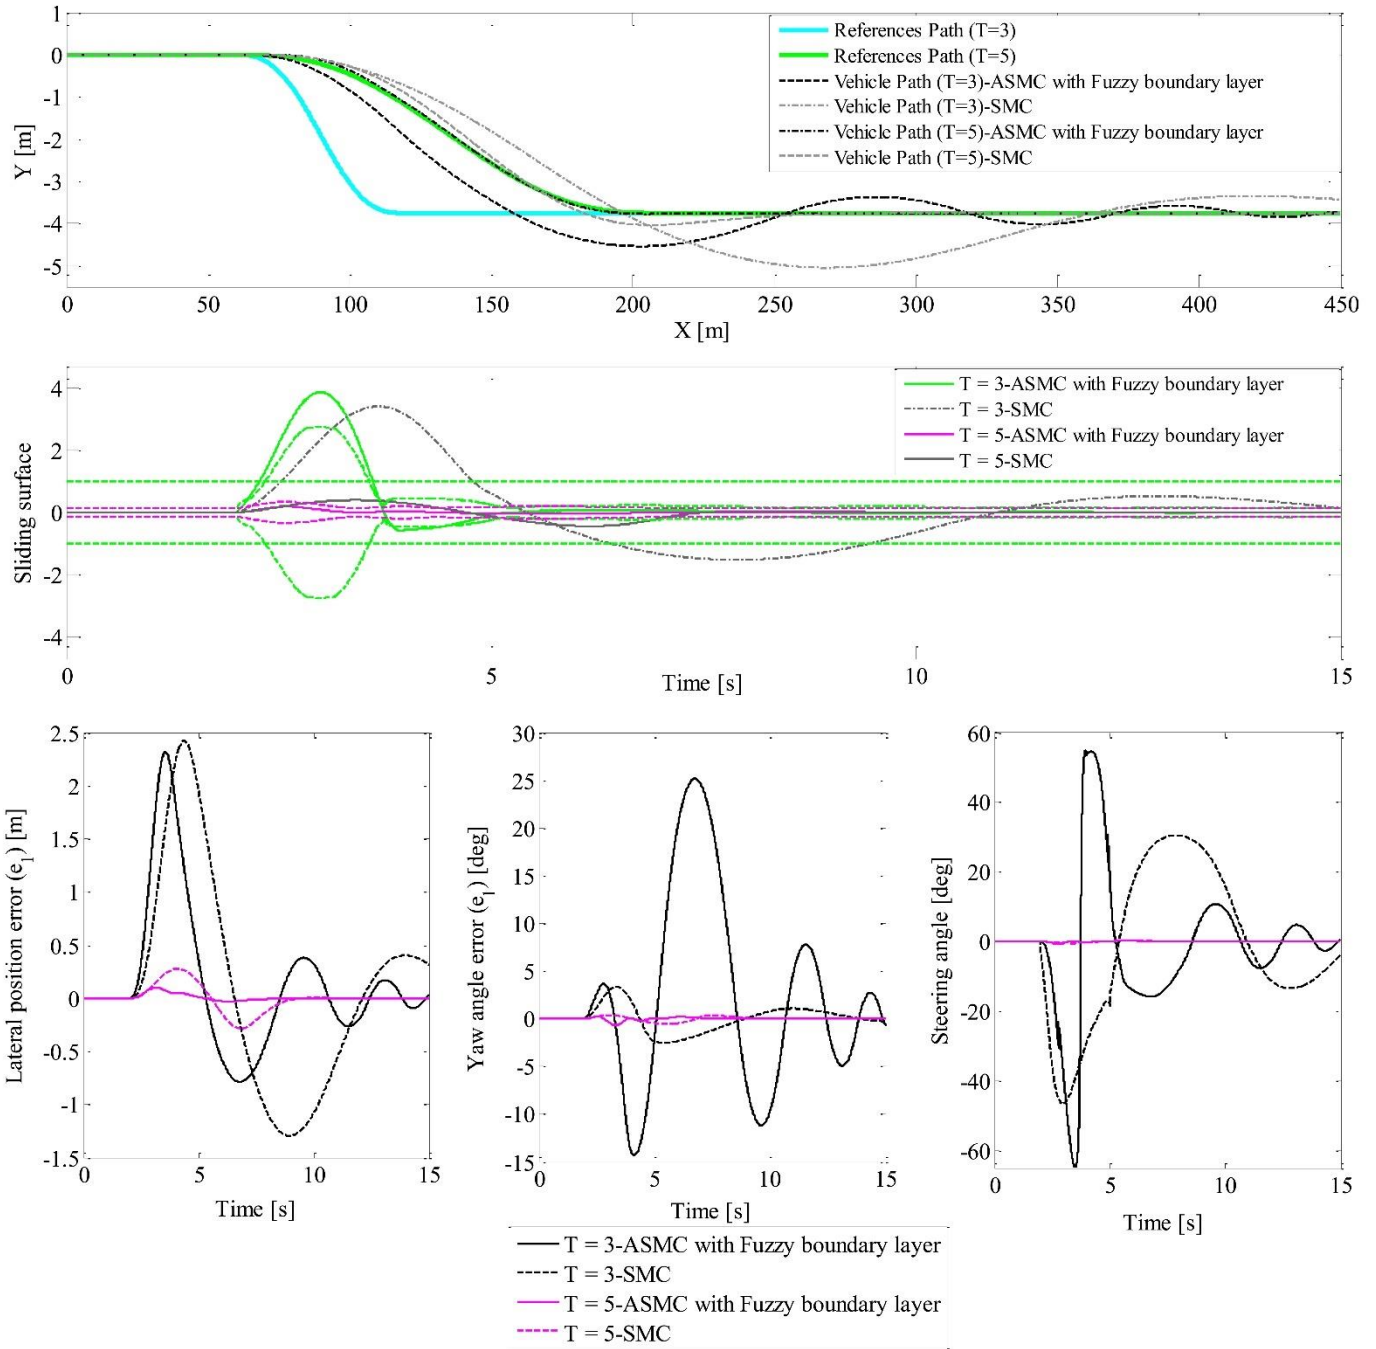 1
0
-1
-2
-3
-4
-5
Y [m]
References Path (T=3)
References Path (T=5)
Vehicle Path (T=3)-ASMC with Fuzzy boundary layer
Vehicle Path (T=3)-SMC
Vehicle Path (T=5)-ASMC with Fuzzy boundary layer
Vehicle Path (T=5)-SMC
0 50 100 150 200 250 300 350 400 450
X [m]
4
2
0
-2
-4
Sliding surface
T = 3-ASMC with Fuzzy boundary layer
T = 3-SMC
T = 5-ASMC with Fuzzy boundary layer
T = 5-SMC
0 5 10 15
Time [s]
2.5
2
1.5
1
0.5
0
-0.5
-1
-1.5
Lateral position error (e1) [m]
0 5 10 15
Time [s]
30
25
20
15
10
5
0
-5
-10
-15
Yaw angle error (e1) [deg]
0 5 10 15
Time [s]
60
40
20
0
-20
-40
-60
Steering angle [deg]
0 5 10 15
Time [s]
T = 3-ASMC with Fuzzy boundary layer
T = 3-SMC
T = 5-ASMC with Fuzzy boundary layer
T = 5-SMC